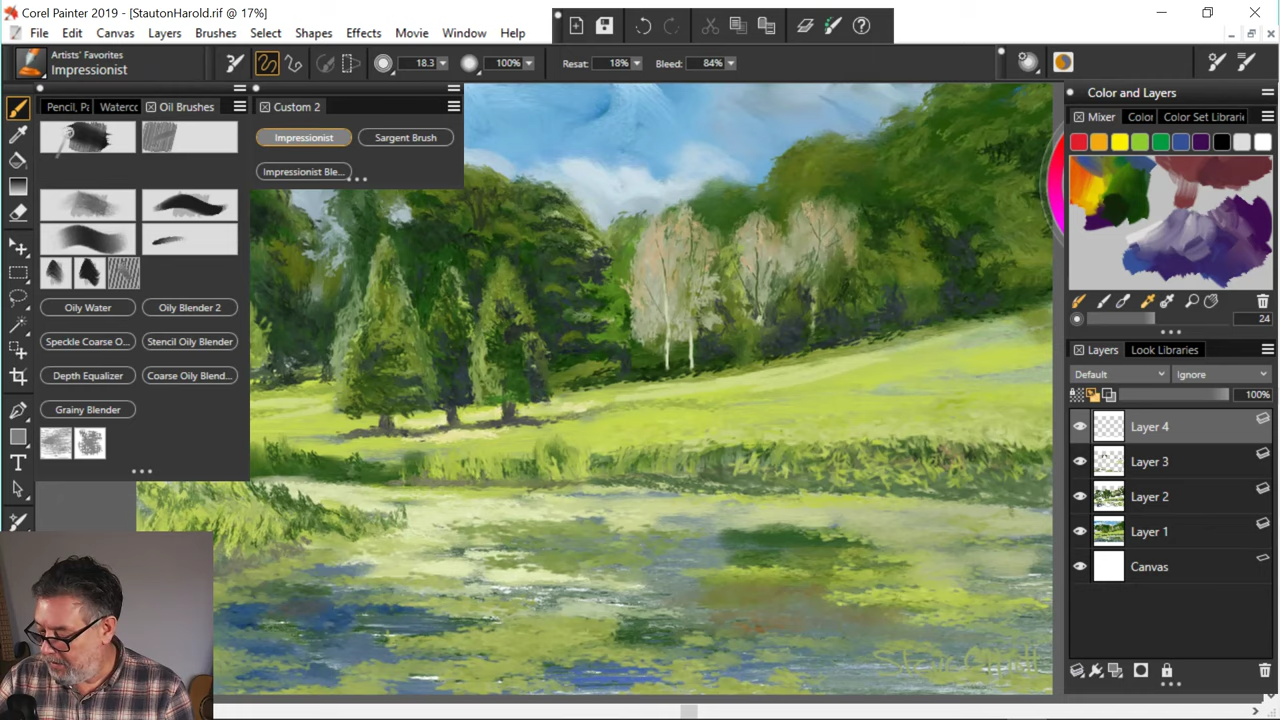 Corel Painter 2019 - [StautonHarold.rif @ 17%]
File Edit Canvas Layers Brushes Select Shapes Effects Movie Window Help
Artists' Favorites
Impressionist
18.3 100% Resat: 18% Bleed: 84%
Pencil, Pa Waterco Oil Brushes
Custom 2
Impressionist Sargent Brush
Impressionist Ble...
Oily Water Oily Blender 2
Speckle Coarse O... Stencil Oily Blender
Depth Equalizer Coarse Oily Blend...
Grainy Blender
Color and Layers
Mixer Color Color Set Librarie
24
Layers Look Libraries
Default Ignore
100%
Layer 4
Layer 3
Layer 2
Layer 1
Canvas